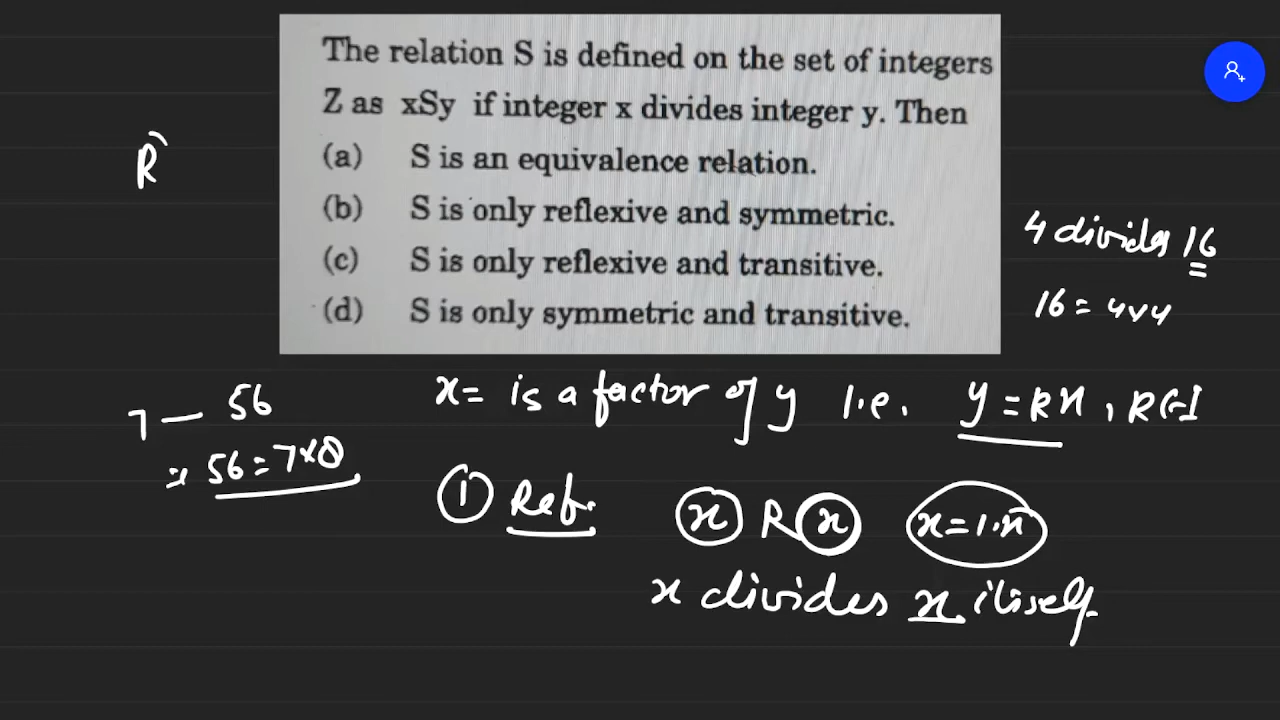 The relation S is defined on the set of integers
Z as xSy if integer x divides integer y. Then
(a) S is an equivalence relation.
(b) S is only reflexive and symmetric.
(c) S is only reflexive and transitive.
(d) S is only symmetric and transitive.
R
4 divides 16
16 = 4×4
x = is a factor of y i.e. y = kx, k∈I
7 — 56
⇒ 56 = 7×8
① Ref. x R x x = 1.x
x divides x itself